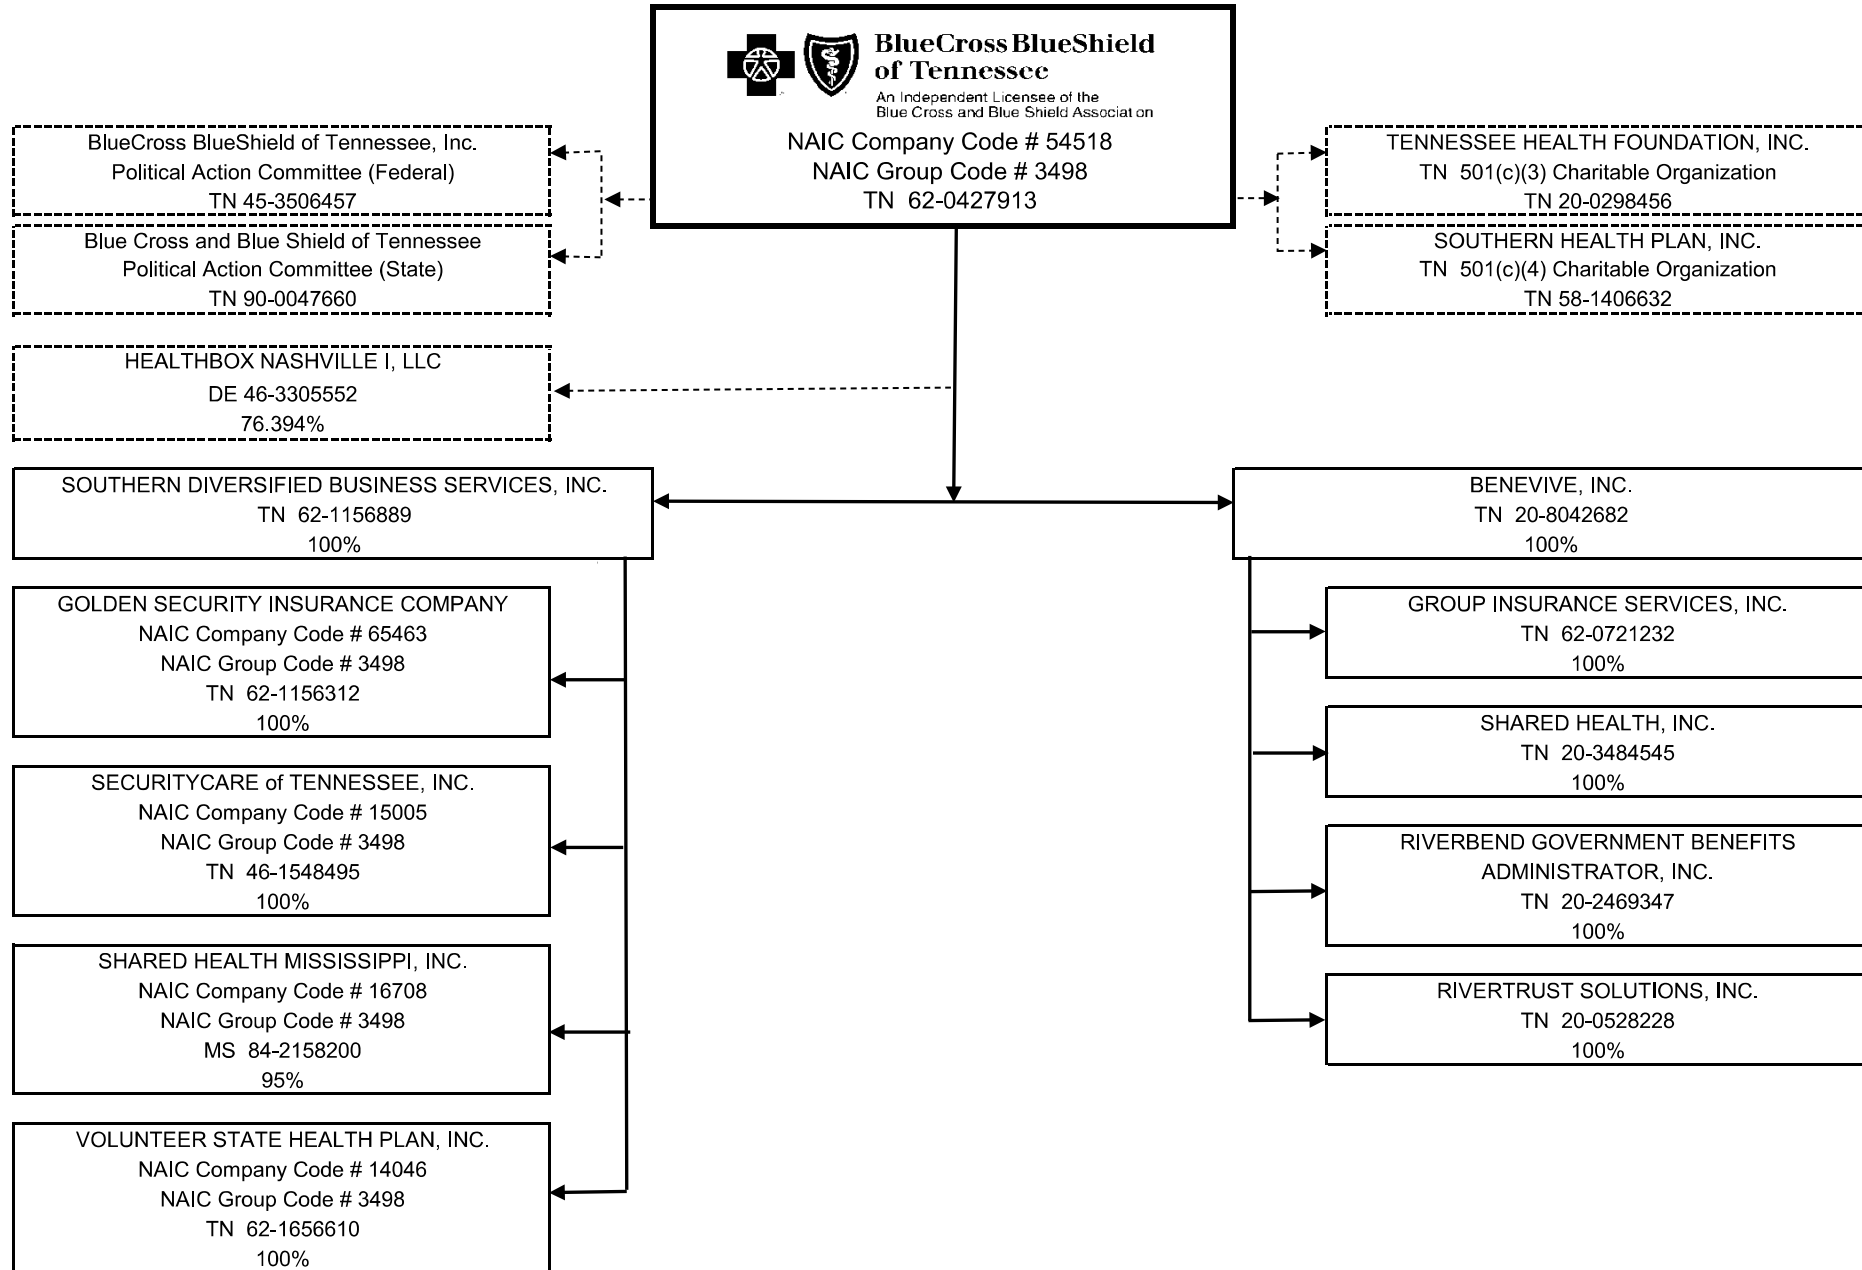 BlueCross BlueShield
of Tennessee
An Independent Licensee of the
Blue Cross and Blue Shield Association
NAIC Company Code # 54518
NAIC Group Code # 3498
TN 62-0427913
BlueCross BlueShield of Tennessee, Inc.
Political Action Committee (Federal)
TN 45-3506457
Blue Cross and Blue Shield of Tennessee
Political Action Committee (State)
TN 90-0047660
TENNESSEE HEALTH FOUNDATION, INC.
TN 501(c)(3) Charitable Organization
TN 20-0298456
SOUTHERN HEALTH PLAN, INC.
TN 501(c)(4) Charitable Organization
TN 58-1406632
HEALTHBOX NASHVILLE I, LLC
DE 46-3305552
76.394%
SOUTHERN DIVERSIFIED BUSINESS SERVICES, INC.
TN 62-1156889
100%
GOLDEN SECURITY INSURANCE COMPANY
NAIC Company Code # 65463
NAIC Group Code # 3498
TN 62-1156312
100%
SECURITYCARE of TENNESSEE, INC.
NAIC Company Code # 15005
NAIC Group Code # 3498
TN 46-1548495
100%
SHARED HEALTH MISSISSIPPI, INC.
NAIC Company Code # 16708
NAIC Group Code # 3498
MS 84-2158200
95%
VOLUNTEER STATE HEALTH PLAN, INC.
NAIC Company Code # 14046
NAIC Group Code # 3498
TN 62-1656610
100%
BENEVIVE, INC.
TN 20-8042682
100%
GROUP INSURANCE SERVICES, INC.
TN 62-0721232
100%
SHARED HEALTH, INC.
TN 20-3484545
100%
RIVERBEND GOVERNMENT BENEFITS
ADMINISTRATOR, INC.
TN 20-2469347
100%
RIVERTRUST SOLUTIONS, INC.
TN 20-0528228
100%